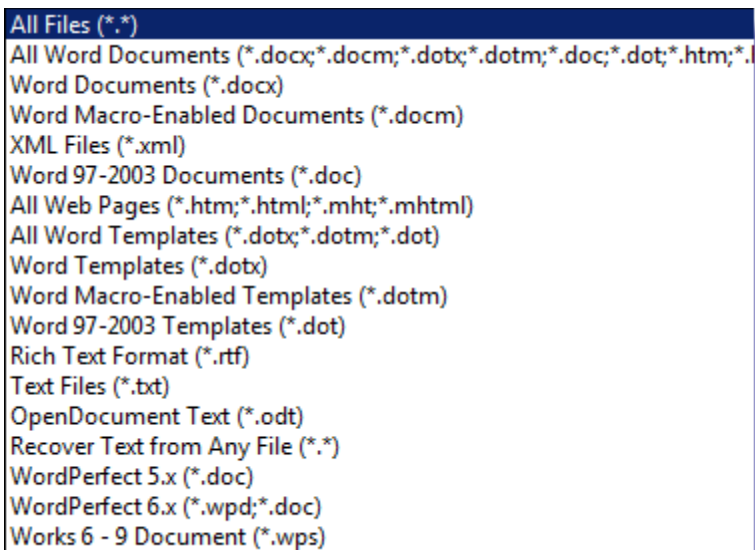 All Files (*.*)
All Word Documents (*.docx;*.docm;*.dotx;*.dotm;*.doc;*.dot;*.htm;*.
Word Documents (*.docx)
Word Macro-Enabled Documents (*.docm)
XML Files (*.xml)
Word 97-2003 Documents (*.doc)
All Web Pages (*.htm;*.html;*.mht;*.mhtml)
All Word Templates (*.dotx;*.dotm;*.dot)
Word Templates (*.dotx)
Word Macro-Enabled Templates (*.dotm)
Word 97-2003 Templates (*.dot)
Rich Text Format (*.rtf)
Text Files (*.txt)
OpenDocument Text (*.odt)
Recover Text from Any File (*.*)
WordPerfect 5.x (*.doc)
WordPerfect 6.x (*.wpd;*.doc)
Works 6 - 9 Document (*.wps)